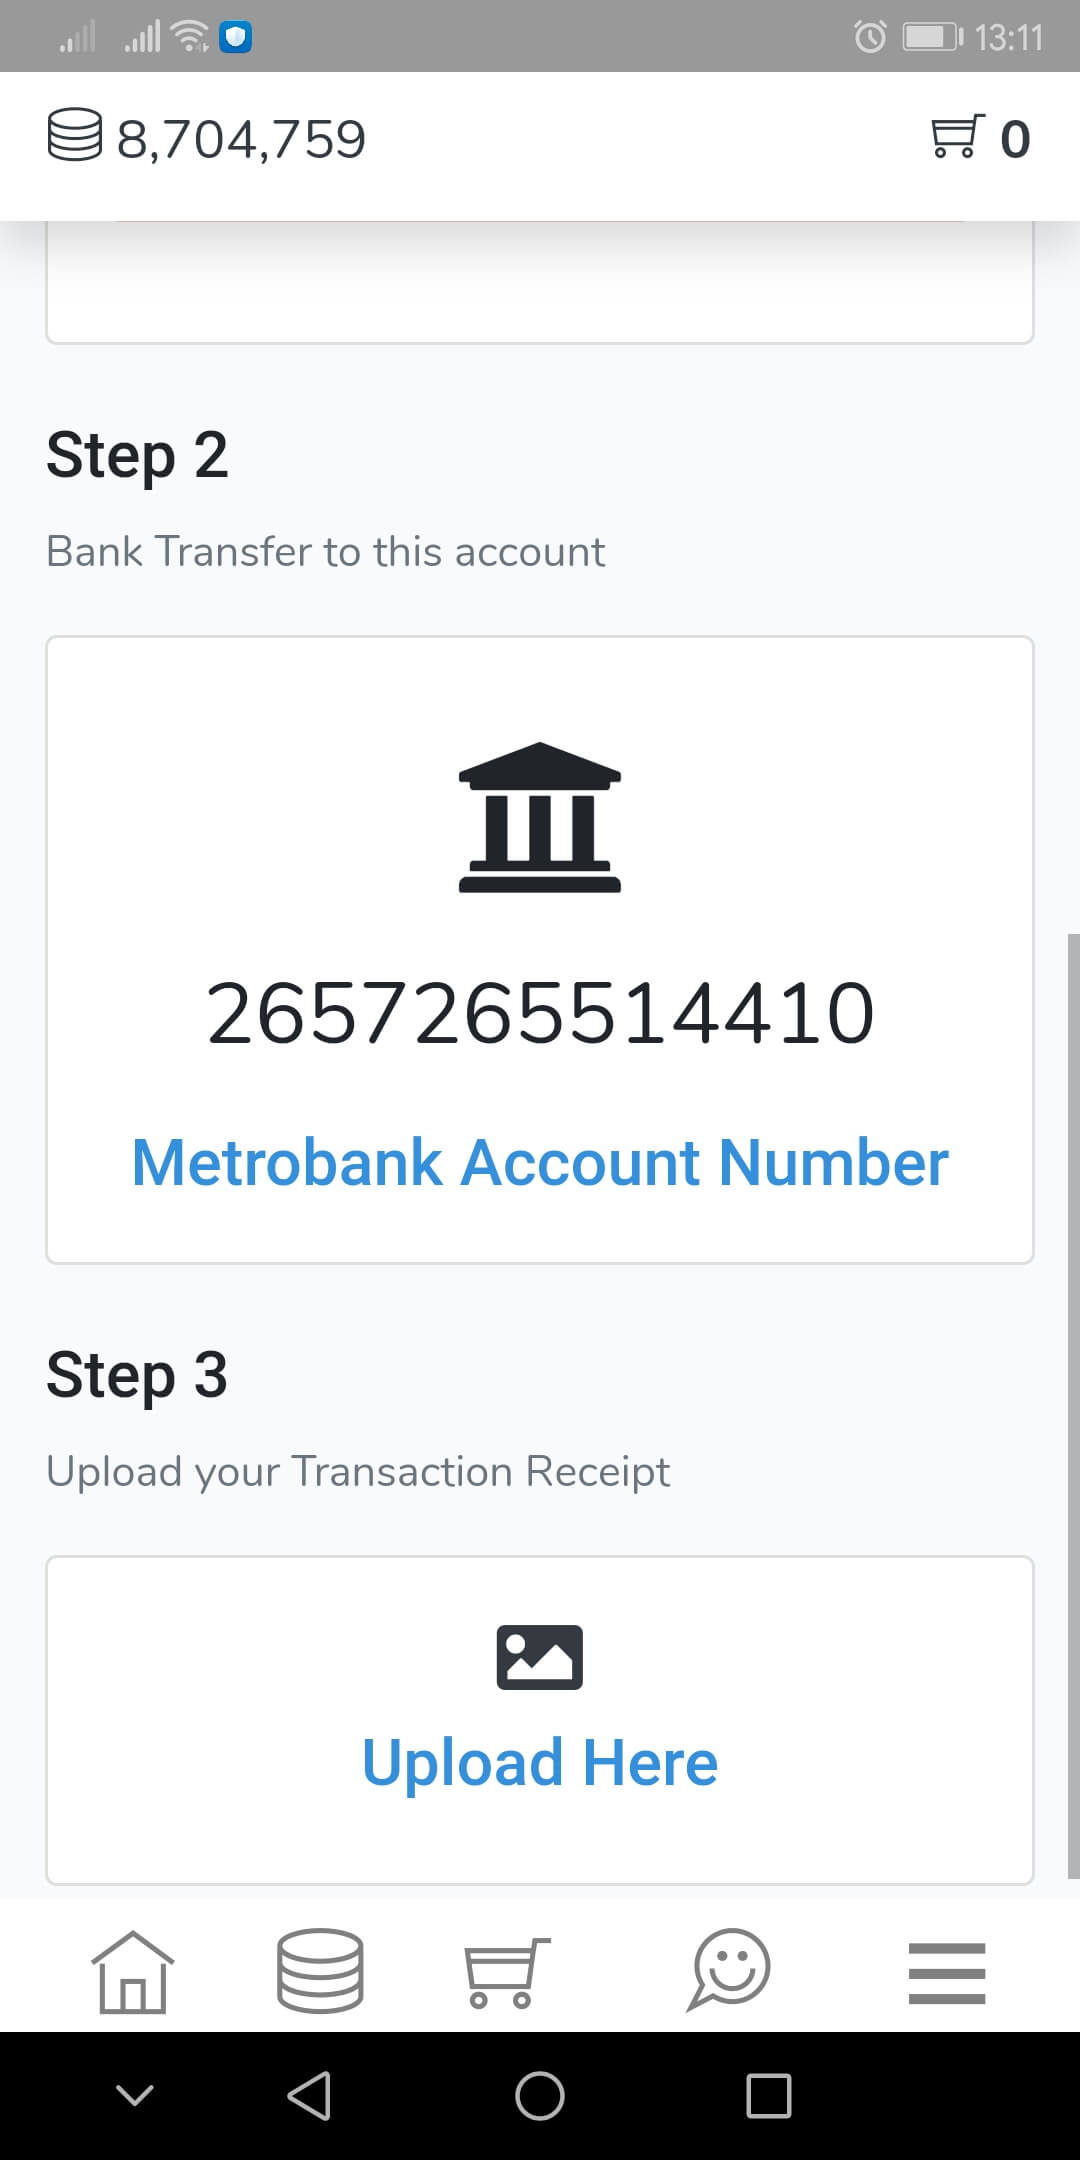 13:11
8,704,759
0
Step 2
Bank Transfer to this account
2657265514410
Metrobank Account Number
Step 3
Upload your Transaction Receipt
Upload Here